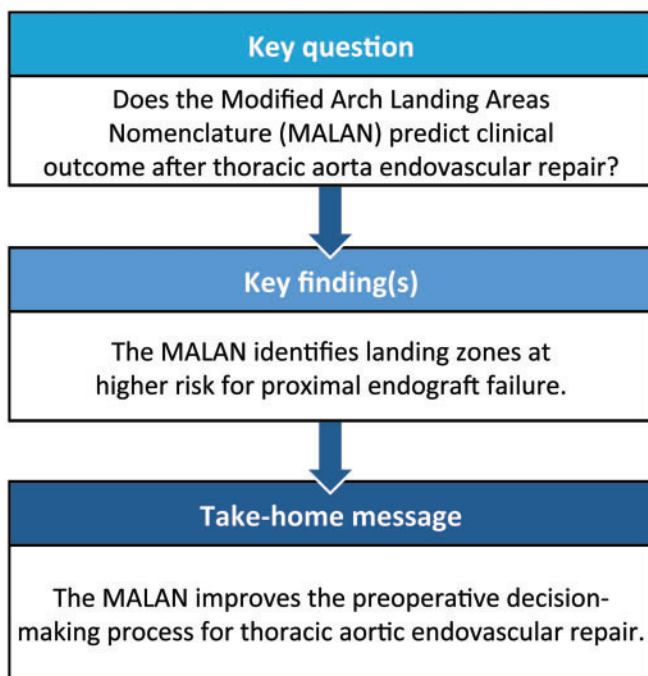 Key question
Does the Modified Arch Landing Areas
Nomenclature (MALAN) predict clinical
outcome after thoracic aorta endovascular repair?
Key finding(s)
The MALAN identifies landing zones at
higher risk for proximal endograft failure.
Take-home message
The MALAN improves the preoperative decision-
making process for thoracic aortic endovascular repair.